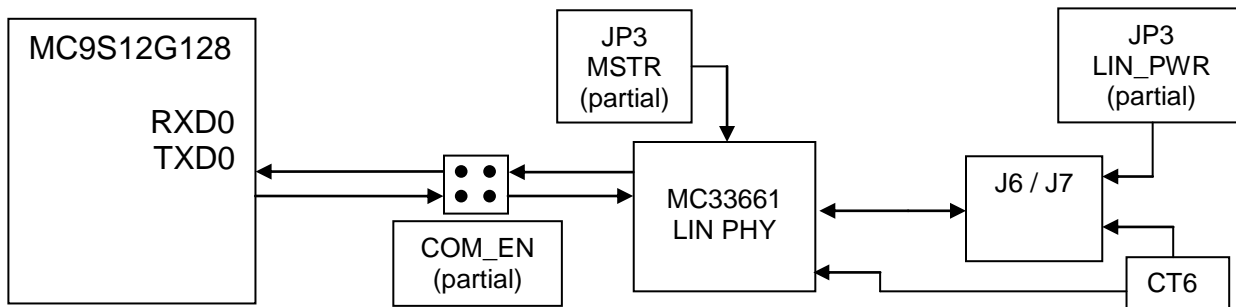 MC9S12G128
RXD0
TXD0
COM_EN
(partial)
JP3
MSTR
(partial)
MC33661
LIN PHY
JP3
LIN_PWR
(partial)
J6 / J7
CT6